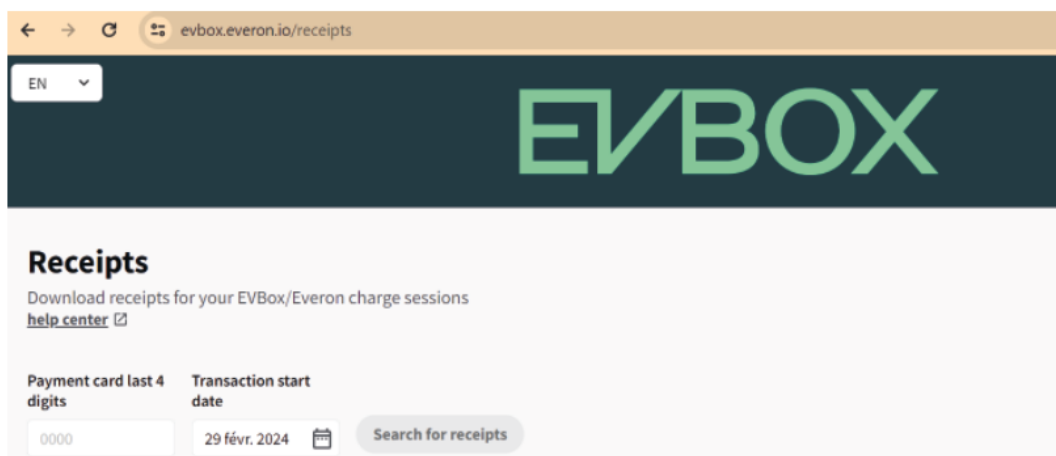 evbox.everon.io/receipts
EN
EVBOX
Receipts
Download receipts for your EVBox/Everon charge sessions
help center
Payment card last 4
digits
Transaction start
date
0000
29 févr. 2024
Search for receipts